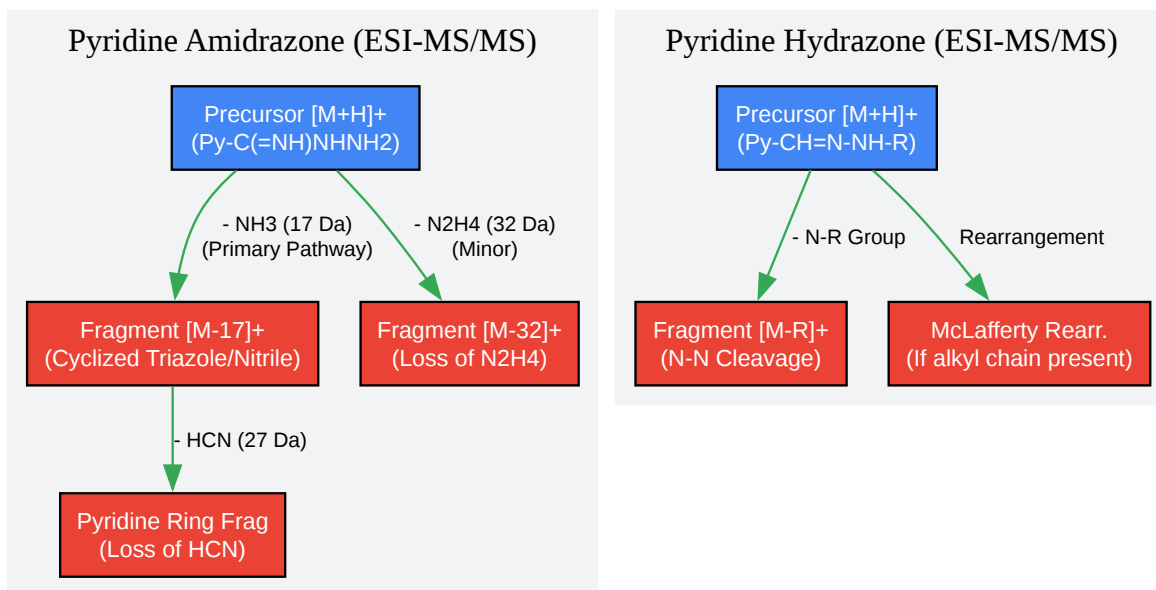 Pyridine Amidrazone (ESI-MS/MS)
Precursor [M+H]+
(Py-C(=NH)NHNH2)
- NH3 (17 Da)
(Primary Pathway)
- N2H4 (32 Da)
(Minor)
Fragment [M-17]+
(Cyclized Triazole/Nitrile)
Fragment [M-32]+
(Loss of N2H4)
- HCN (27 Da)
Pyridine Ring Frag
(Loss of HCN)
Pyridine Hydrazone (ESI-MS/MS)
Precursor [M+H]+
(Py-CH=N-NH-R)
- N-R Group
Rearrangement
Fragment [M-R]+
(N-N Cleavage)
McLafferty Rearr.
(If alkyl chain present)